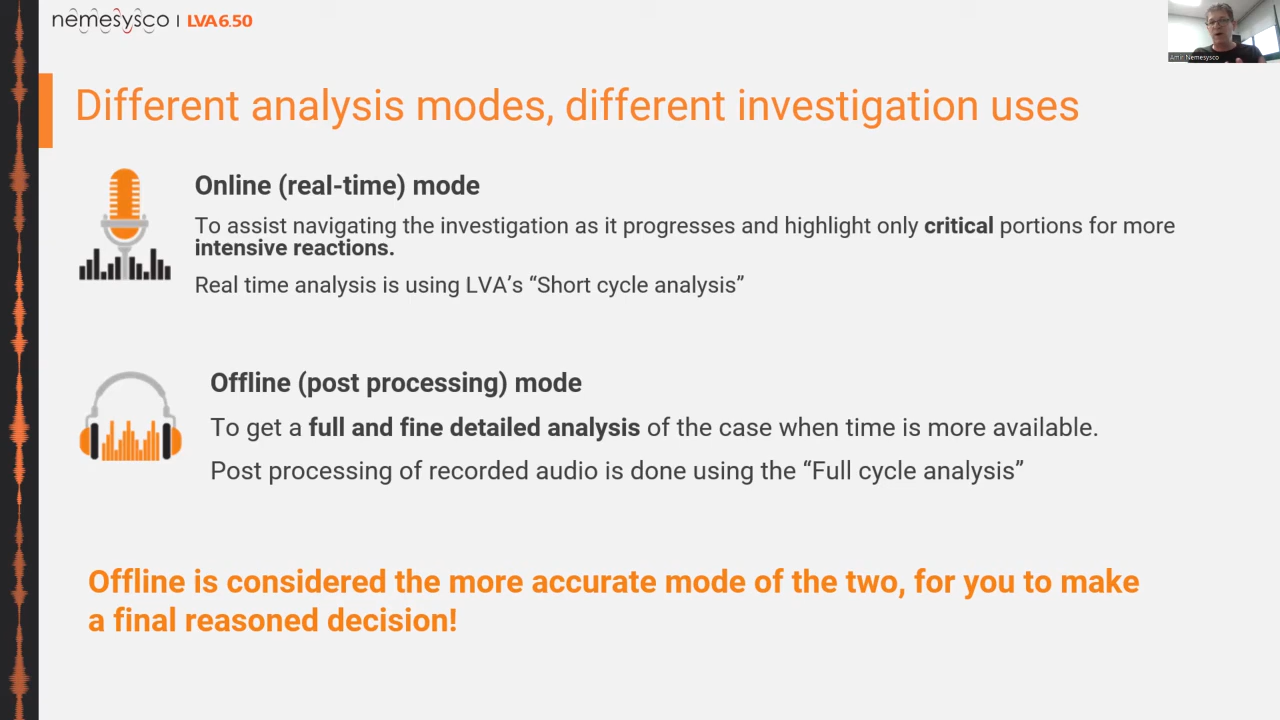 nemesysco | LVA6.50
Amir Nemesysco
Different analysis modes, different investigation uses
Online (real-time) mode
To assist navigating the investigation as it progresses and highlight only critical portions for more
intensive reactions.
Real time analysis is using LVA’s “Short cycle analysis”
Offline (post processing) mode
To get a full and fine detailed analysis of the case when time is more available.
Post processing of recorded audio is done using the “Full cycle analysis”
Offline is considered the more accurate mode of the two, for you to make
a final reasoned decision!